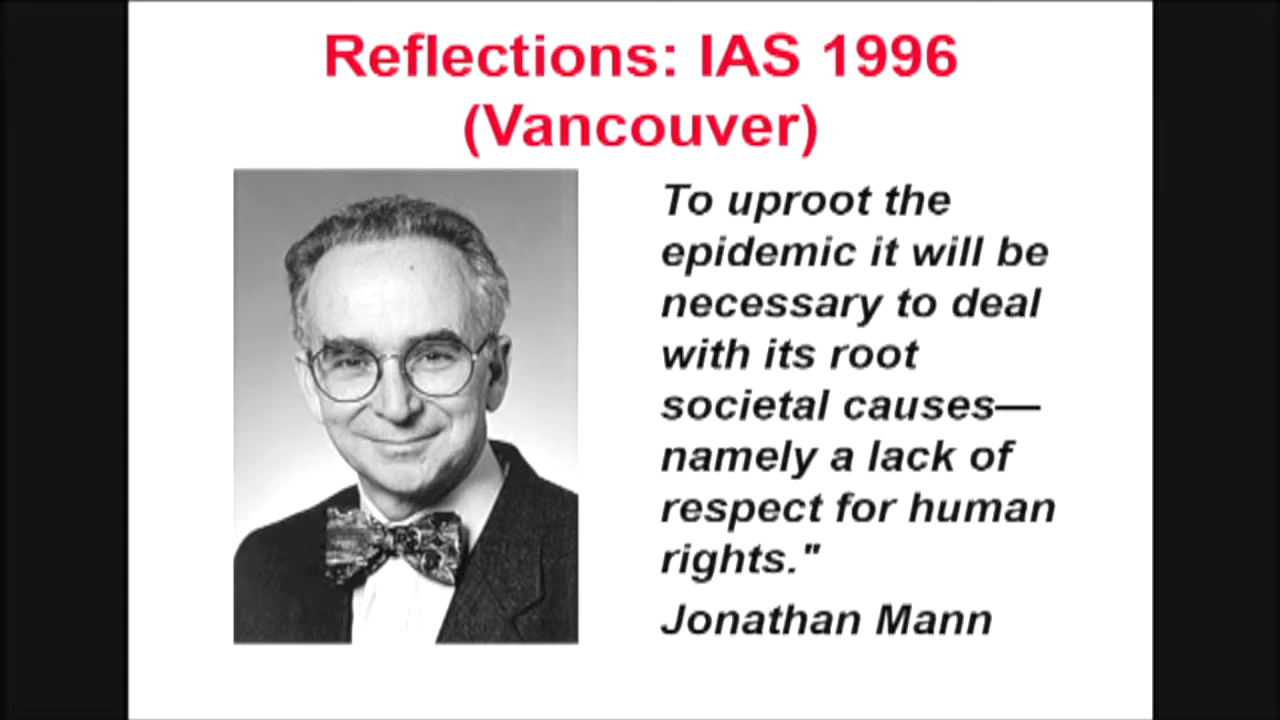 Reflections: IAS 1996
(Vancouver)
To uproot the
epidemic it will be
necessary to deal
with its root
societal causes—
namely a lack of
respect for human
rights."
Jonathan Mann